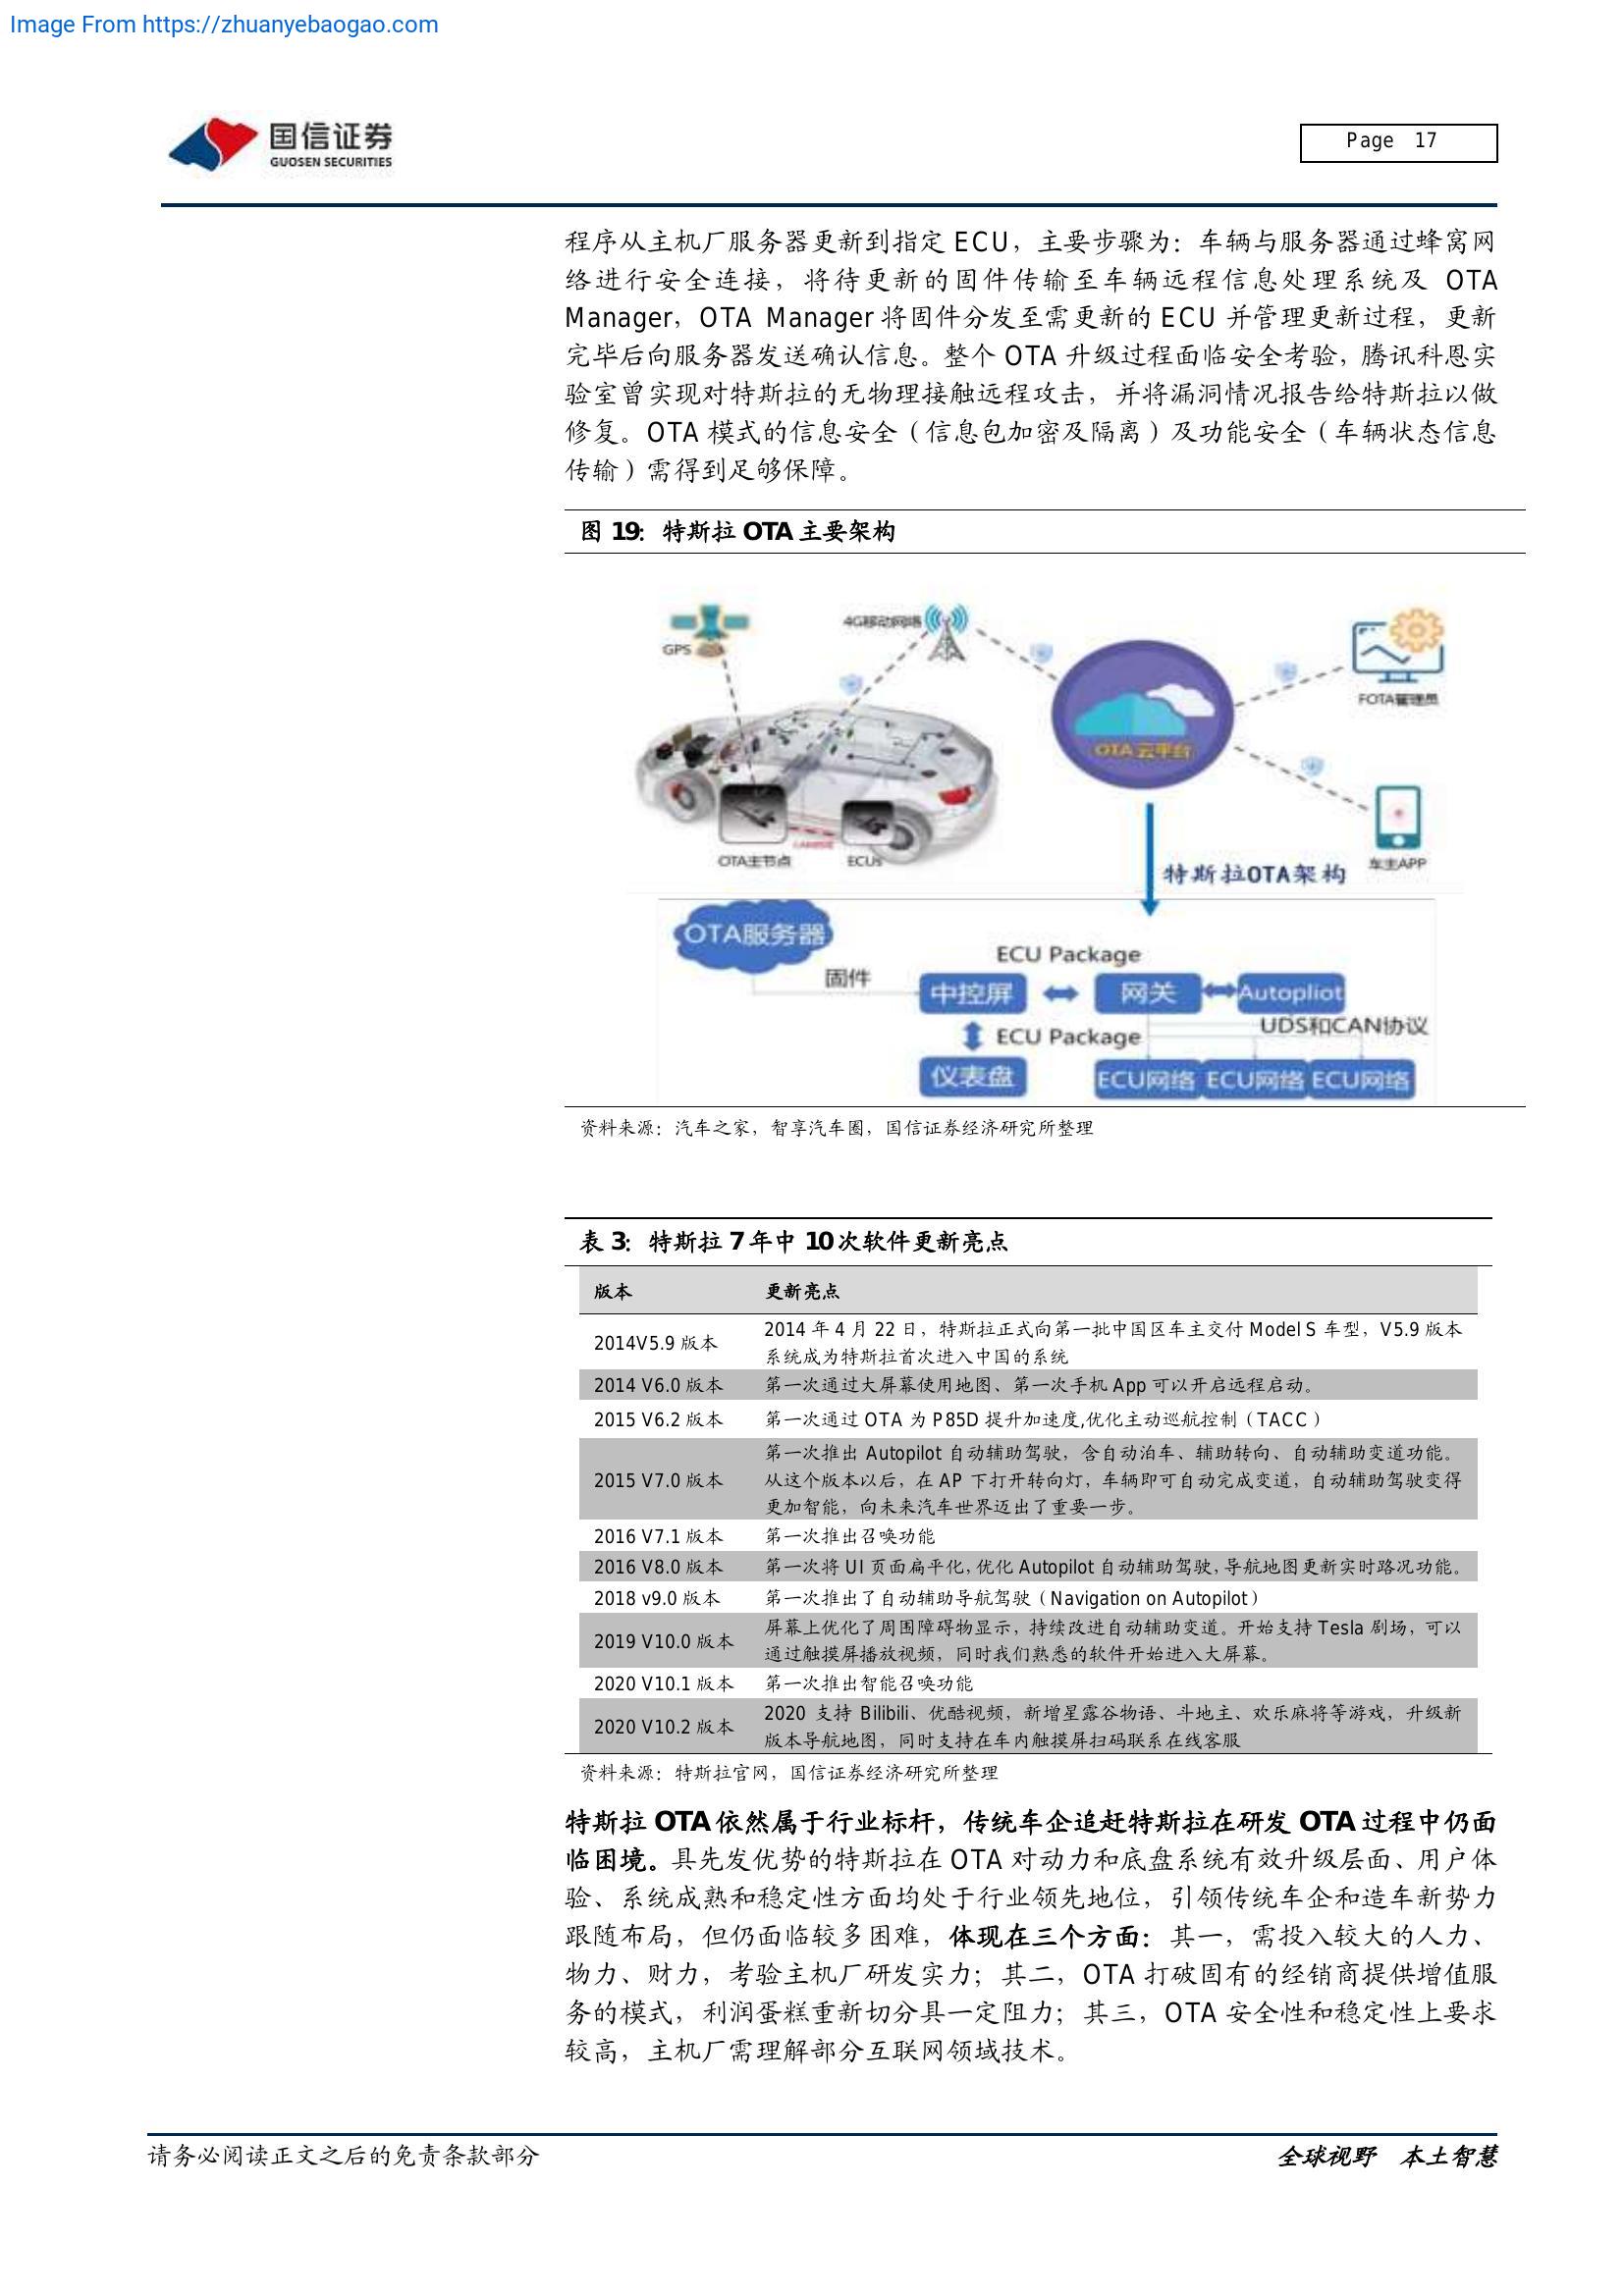 Image From https://zhuanyebaogao.com
国信证券
GUOSEN SECURITIES
Page 17
程序从主机厂服务器更新到指定 ECU，主要步骤为：车辆与服务器通过蜂窝网
络进行安全连接，将待更新的固件传输至车辆远程信息处理系统及 OTA
Manager，OTA Manager 将固件分发至需更新的 ECU 并管理更新过程，更新
完毕后向服务器发送确认信息。整个 OTA 升级过程面临安全考验，腾讯科恩实
验室曾实现对特斯拉的无物理接触远程攻击，并将漏洞情况报告给特斯拉以做
修复。OTA 模式的信息安全（信息包加密及隔离）及功能安全（车辆状态信息
传输）需得到足够保障。
图 19：特斯拉 OTA 主要架构
GPS
4G移动网络
OTA云平台
FOTA管理员
OTA主节点
ECUs
车主APP
特斯拉OTA架构
OTA服务器
固件
ECU Package
中控屏
网关
Autopliot
UDS和CAN协议
ECU Package
仪表盘
ECU网络 ECU网络 ECU网络
资料来源：汽车之家，智享汽车圈，国信证券经济研究所整理
表 3：特斯拉 7 年中 10 次软件更新亮点
版本 更新亮点
2014V5.9 版本 2014 年 4 月 22 日，特斯拉正式向第一批中国区车主交付 Model S 车型，V5.9 版本
系统成为特斯拉首次进入中国的系统
2014 V6.0 版本 第一次通过大屏幕使用地图、第一次手机 App 可以开启远程启动。
2015 V6.2 版本 第一次通过 OTA 为 P85D 提升加速度,优化主动巡航控制（TACC）
2015 V7.0 版本 第一次推出 Autopilot 自动辅助驾驶，含自动泊车、辅助转向、自动辅助变道功能。
从这个版本以后，在 AP 下打开转向灯，车辆即可自动完成变道，自动辅助驾驶变得
更加智能，向未来汽车世界迈出了重要一步。
2016 V7.1 版本 第一次推出召唤功能
2016 V8.0 版本 第一次将 UI 页面扁平化，优化 Autopilot 自动辅助驾驶，导航地图更新实时路况功能。
2018 v9.0 版本 第一次推出了自动辅助导航驾驶（Navigation on Autopilot）
2019 V10.0 版本 屏幕上优化了周围障碍物显示，持续改进自动辅助变道。开始支持 Tesla 剧场，可以
通过触摸屏播放视频，同时我们熟悉的软件开始进入大屏幕。
2020 V10.1 版本 第一次推出智能召唤功能
2020 V10.2 版本 2020 支持 Bilibili、优酷视频，新增星露谷物语、斗地主、欢乐麻将等游戏，升级新
版本导航地图，同时支持在车内触摸屏扫码联系在线客服
资料来源：特斯拉官网，国信证券经济研究所整理
特斯拉 OTA 依然属于行业标杆，传统车企追赶特斯拉在研发 OTA 过程中仍面
临困境。具先发优势的特斯拉在 OTA 对动力和底盘系统有效升级层面、用户体
验、系统成熟和稳定性方面均处于行业领先地位，引领传统车企和造车新势力
跟随布局，但仍面临较多困难，体现在三个方面：其一，需投入较大的人力、
物力、财力，考验主机厂研发实力；其二，OTA 打破固有的经销商提供增值服
务的模式，利润蛋糕重新切分具一定阻力；其三，OTA 安全性和稳定性上要求
较高，主机厂需理解部分互联网领域技术。
请务必阅读正文之后的免责条款部分
全球视野 本土智慧